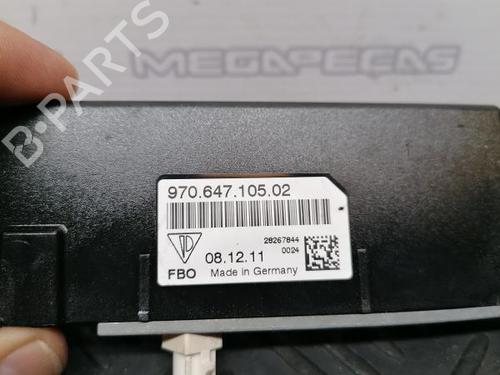 MEGAPEÇAS
B-PARTS
970.647.105.02
28267844
0024
08.12.11
FBO
Made in Germany